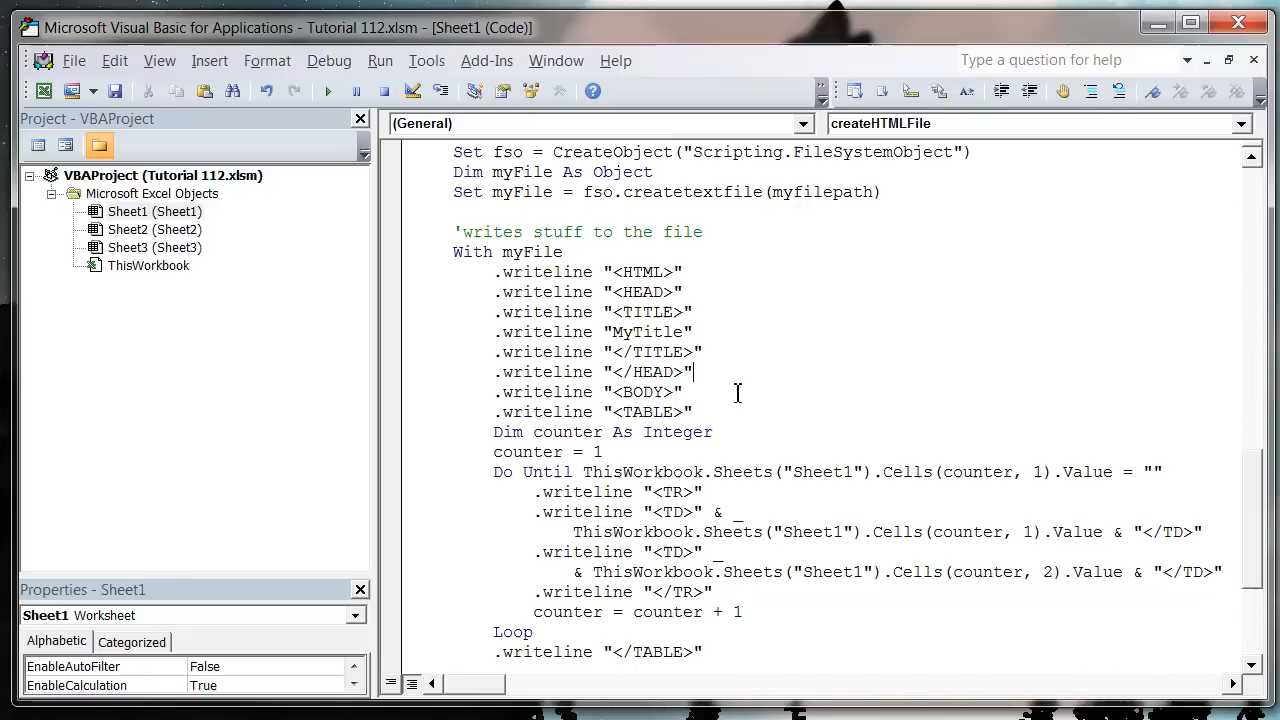 Microsoft Visual Basic for Applications - Tutorial 112.xlsm - [Sheet1 (Code)]
File Edit View Insert Format Debug Run Tools Add-Ins Window Help
Type a question for help
Project - VBAProject
(General)
createHTMLFile
VBAProject (Tutorial 112.xlsm)
Microsoft Excel Objects
Sheet1 (Sheet1)
Sheet2 (Sheet2)
Sheet3 (Sheet3)
ThisWorkbook
Properties - Sheet1
Sheet1 Worksheet
Alphabetic Categorized
EnableAutoFilter False
EnableCalculation True
Set fso = CreateObject("Scripting.FileSystemObject")
Dim myFile As Object
Set myFile = fso.createtextfile(myfilepath)
'writes stuff to the file
With myFile
.writeline "<HTML>"
.writeline "<HEAD>"
.writeline "<TITLE>"
.writeline "MyTitle"
.writeline "</TITLE>"
.writeline "</HEAD>"
.writeline "<BODY>"
.writeline "<TABLE>"
Dim counter As Integer
counter = 1
Do Until ThisWorkbook.Sheets("Sheet1").Cells(counter, 1).Value = ""
.writeline "<TR>"
.writeline "<TD>" & _
ThisWorkbook.Sheets("Sheet1").Cells(counter, 1).Value & "</TD>"
.writeline "<TD>" _
& ThisWorkbook.Sheets("Sheet1").Cells(counter, 2).Value & "</TD>"
.writeline "</TR>"
counter = counter + 1
Loop
.writeline "</TABLE>"